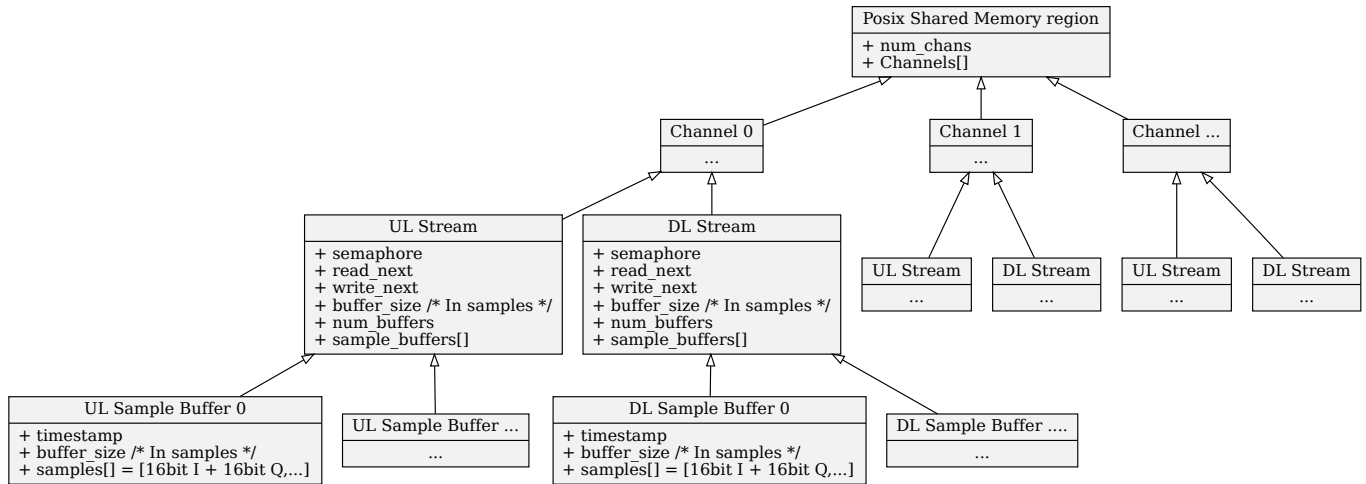 Posix Shared Memory region
+ num_chans
+ Channels[]
Channel 0
...
Channel 1
...
Channel ...
UL Stream
+ semaphore
+ read_next
+ write_next
+ buffer_size /* In samples */
+ num_buffers
+ sample_buffers[]
DL Stream
+ semaphore
+ read_next
+ write_next
+ buffer_size /* In samples */
+ num_buffers
+ sample_buffers[]
UL Stream
...
DL Stream
...
UL Stream
...
DL Stream
...
UL Sample Buffer 0
+ timestamp
+ buffer_size /* In samples */
+ samples[] = [16bit I + 16bit Q,...]
UL Sample Buffer ...
...
DL Sample Buffer 0
+ timestamp
+ buffer_size /* In samples */
+ samples[] = [16bit I + 16bit Q,...]
DL Sample Buffer ....
...